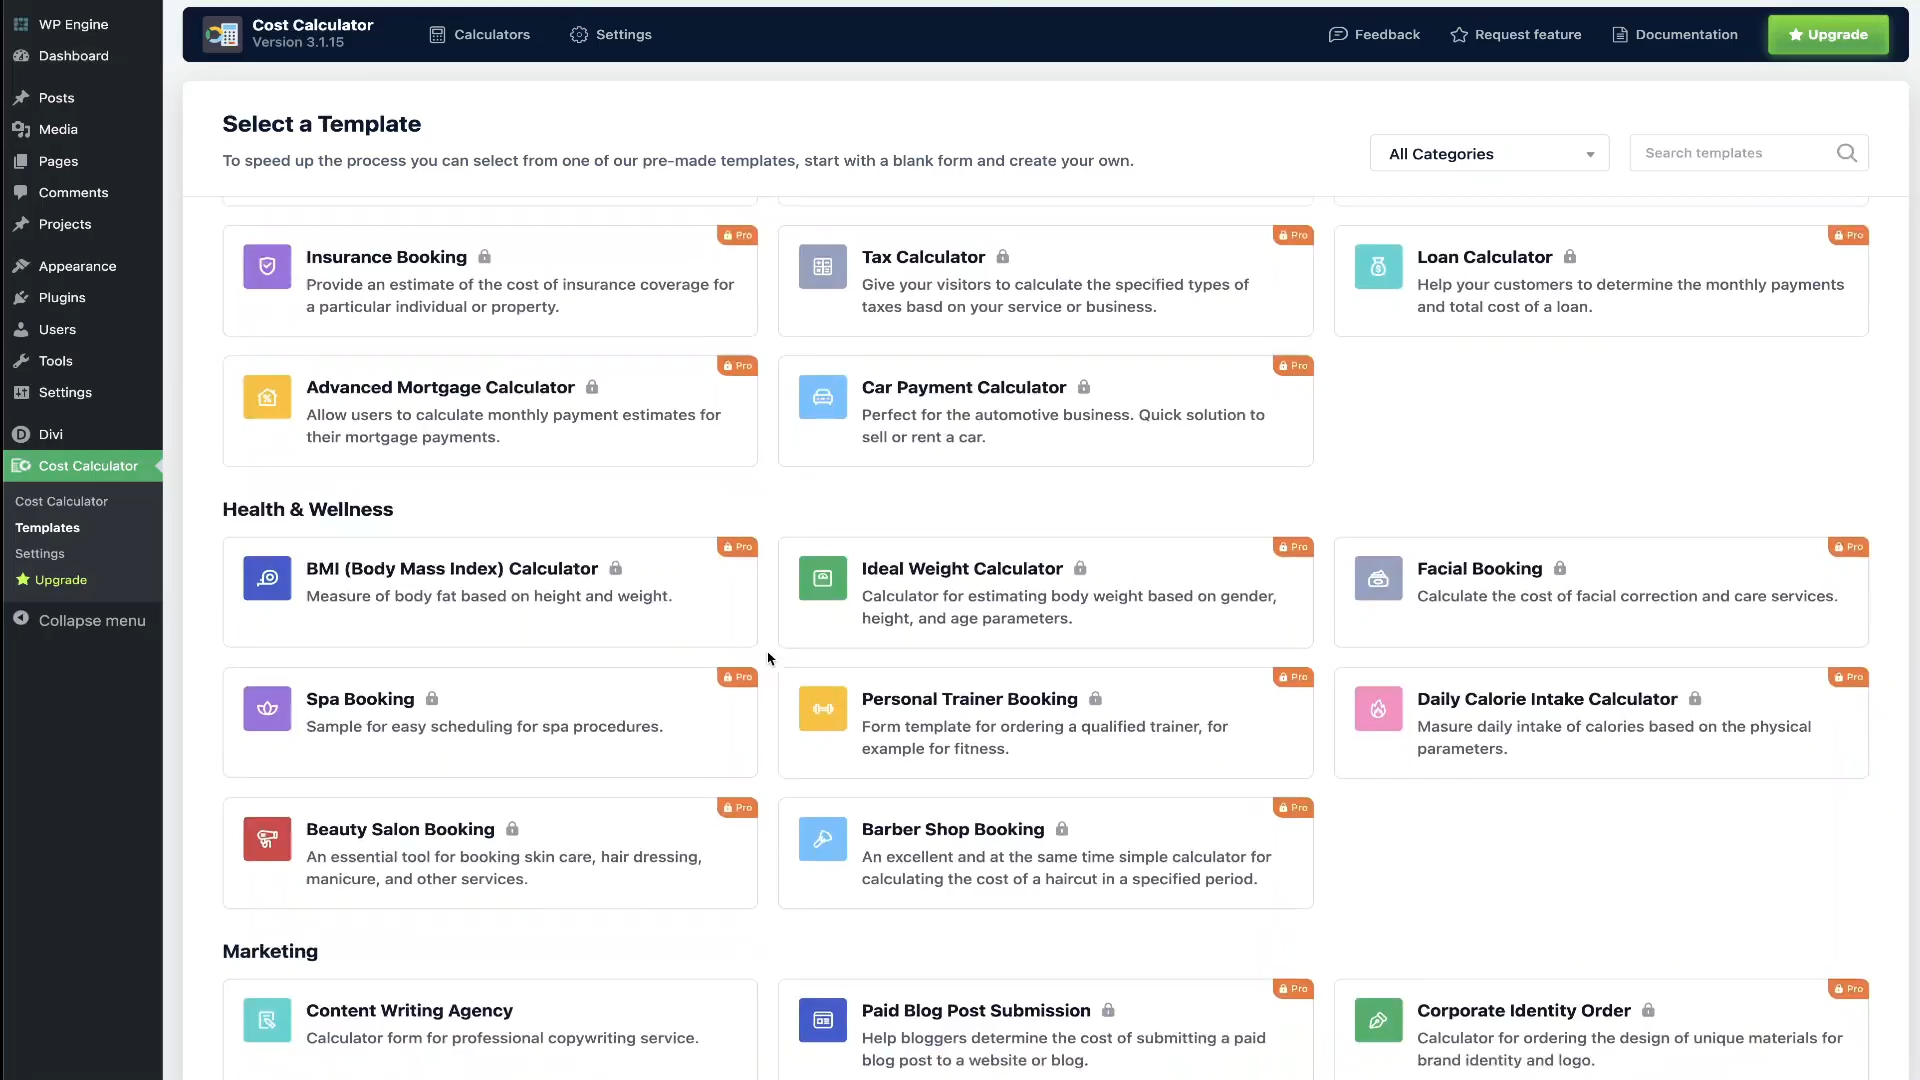 WP Engine
Dashboard
Posts
Media
Pages
Comments
Projects
Appearance
Plugins
Users
Tools
Settings
Divi
Cost Calculator
Cost Calculator
Templates
Settings
Upgrade
Collapse menu
Cost Calculator
Version 3.1.15
Calculators
Settings
Feedback
Request feature
Documentation
Upgrade
Select a Template
To speed up the process you can select from one of our pre-made templates, start with a blank form and create your own.
All Categories
Search templates
Pro
Insurance Booking
Provide an estimate of the cost of insurance coverage for
a particular individual or property.
Pro
Tax Calculator
Give your visitors to calculate the specified types of
taxes basd on your service or business.
Pro
Loan Calculator
Help your customers to determine the monthly payments
and total cost of a loan.
Pro
Advanced Mortgage Calculator
Allow users to calculate monthly payment estimates for
their mortgage payments.
Pro
Car Payment Calculator
Perfect for the automotive business. Quick solution to
sell or rent a car.
Health & Wellness
Pro
BMI (Body Mass Index) Calculator
Measure of body fat based on height and weight.
Pro
Ideal Weight Calculator
Calculator for estimating body weight based on gender,
height, and age parameters.
Pro
Facial Booking
Calculate the cost of facial correction and care services.
Pro
Spa Booking
Sample for easy scheduling for spa procedures.
Pro
Personal Trainer Booking
Form template for ordering a qualified trainer, for
example for fitness.
Pro
Daily Calorie Intake Calculator
Masure daily intake of calories based on the physical
parameters.
Pro
Beauty Salon Booking
An essential tool for booking skin care, hair dressing,
manicure, and other services.
Pro
Barber Shop Booking
An excellent and at the same time simple calculator for
calculating the cost of a haircut in a specified period.
Marketing
Content Writing Agency
Calculator form for professional copywriting service.
Pro
Paid Blog Post Submission
Help bloggers determine the cost of submitting a paid
blog post to a website or blog.
Pro
Corporate Identity Order
Calculator for ordering the design of unique materials for
brand identity and logo.